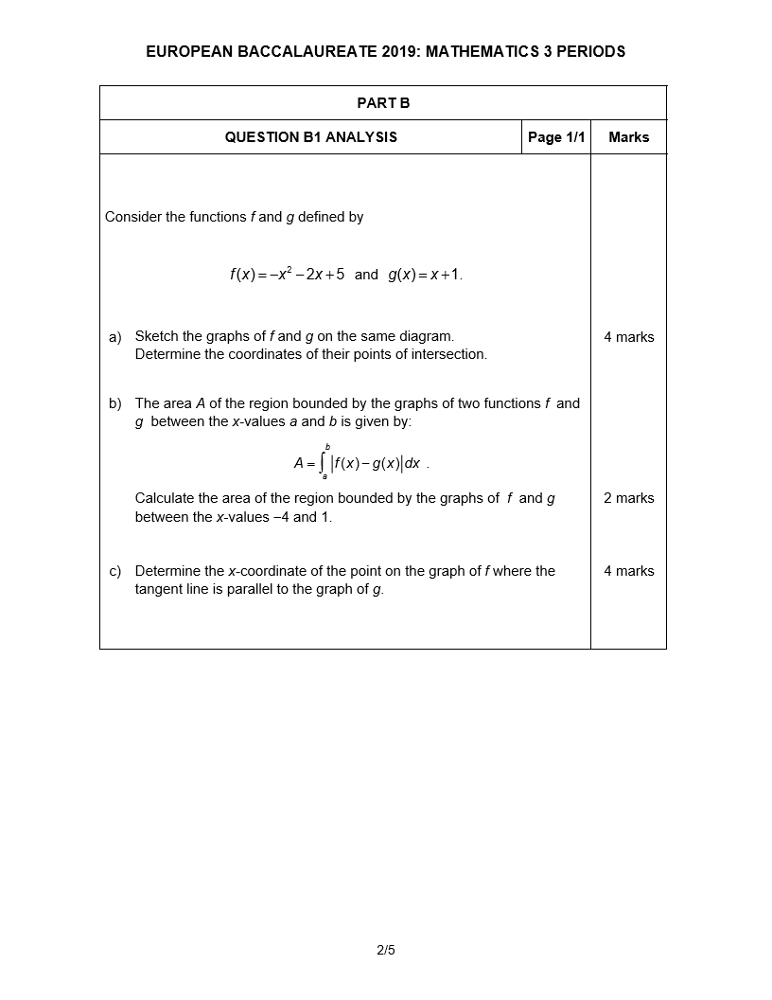 EUROPEAN BACCALAUREATE 2019: MATHEMATICS 3 PERIODS
PART B
QUESTION B1 ANALYSIS Page 1/1 Marks
Consider the functions f and g defined by
f(x) = −x² − 2x + 5 and g(x) = x + 1.
a) Sketch the graphs of f and g on the same diagram. 4 marks
Determine the coordinates of their points of intersection.
b) The area A of the region bounded by the graphs of two functions f and
g between the x-values a and b is given by:
A = ∫ₐᵇ |f(x) − g(x)| dx .
Calculate the area of the region bounded by the graphs of f and g 2 marks
between the x-values −4 and 1.
c) Determine the x-coordinate of the point on the graph of f where the 4 marks
tangent line is parallel to the graph of g.
2/5